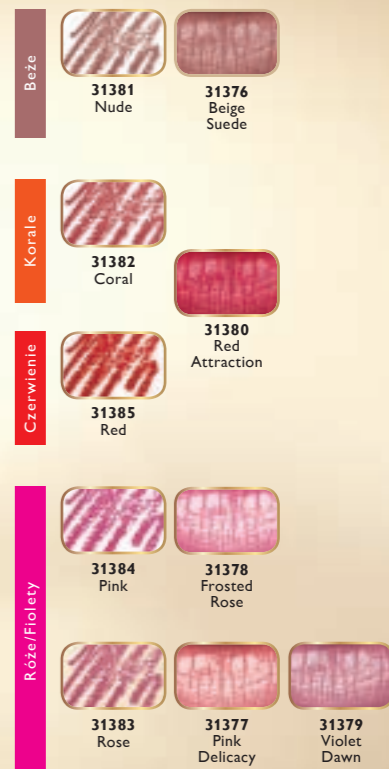 Beże
31381
Nude
31376
Beige
Suede
Korale
31382
Coral
31380
Red
Attraction
Czerwienie
31385
Red
Róże/Fiolety
31384
Pink
31378
Frosted
Rose
31383
Rose
31377
Pink
Delicacy
31379
Violet
Dawn